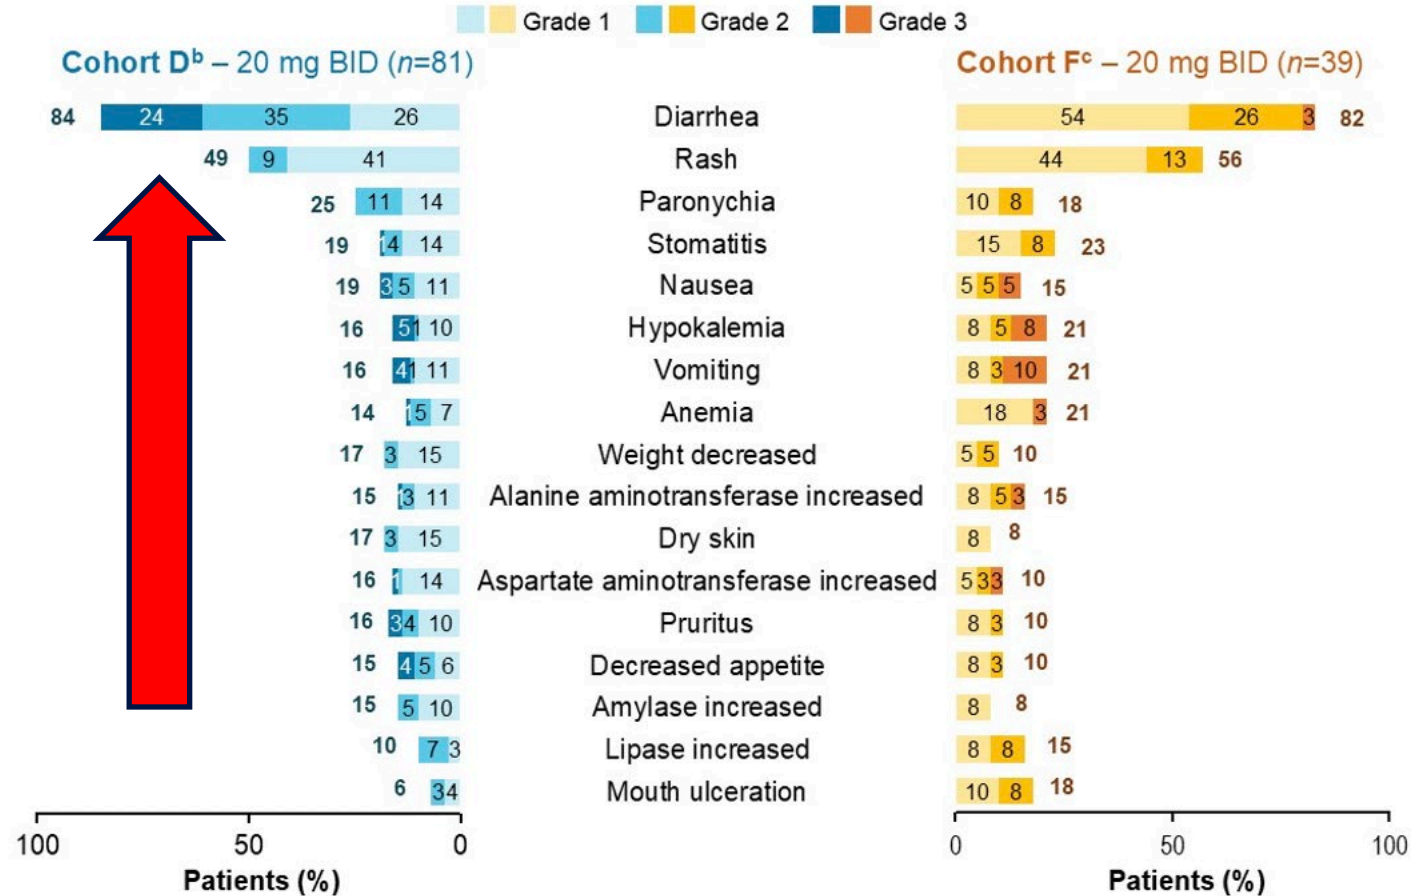 Grade 1 Grade 2 Grade 3
Cohort Dᵇ – 20 mg BID (n=81) Cohort Fᶜ – 20 mg BID (n=39)
84 24 35 26 Diarrhea 54 26 3 82
49 9 41 Rash 44 13 56
25 11 14 Paronychia 10 8 18
19 1 4 14 Stomatitis 15 8 23
19 3 5 11 Nausea 5 5 5 15
16 5 1 10 Hypokalemia 8 5 8 21
16 4 1 11 Vomiting 8 3 10 21
14 1 5 7 Anemia 18 3 21
17 3 15 Weight decreased 5 5 10
15 1 3 11 Alanine aminotransferase increased 8 5 3 15
17 3 15 Dry skin 8 8
16 1 14 Aspartate aminotransferase increased 5 3 3 10
16 3 4 10 Pruritus 8 3 10
15 4 5 6 Decreased appetite 8 3 10
15 5 10 Amylase increased 8 8
10 7 3 Lipase increased 8 8 15
6 3 4 Mouth ulceration 10 8 18
100 50 0 0 50 100
Patients (%) Patients (%)